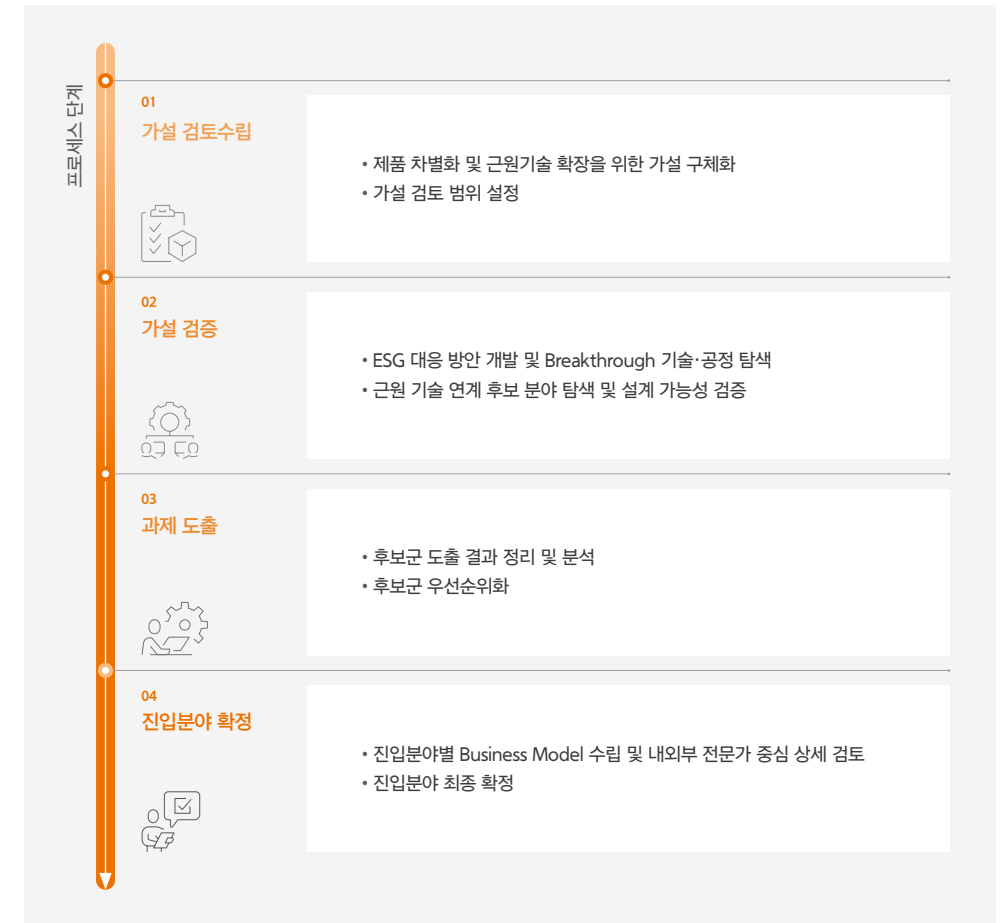 프로세스 단계
01
가설 검토수립
• 제품 차별화 및 근원기술 확장을 위한 가설 구체화
• 가설 검토 범위 설정
02
가설 검증
• ESG 대응 방안 개발 및 Breakthrough 기술·공정 탐색
• 근원 기술 연계 후보 분야 탐색 및 설계 가능성 검증
03
과제 도출
• 후보군 도출 결과 정리 및 분석
• 후보군 우선순위화
04
진입분야 확정
• 진입분야별 Business Model 수립 및 내외부 전문가 중심 상세 검토
• 진입분야 최종 확정